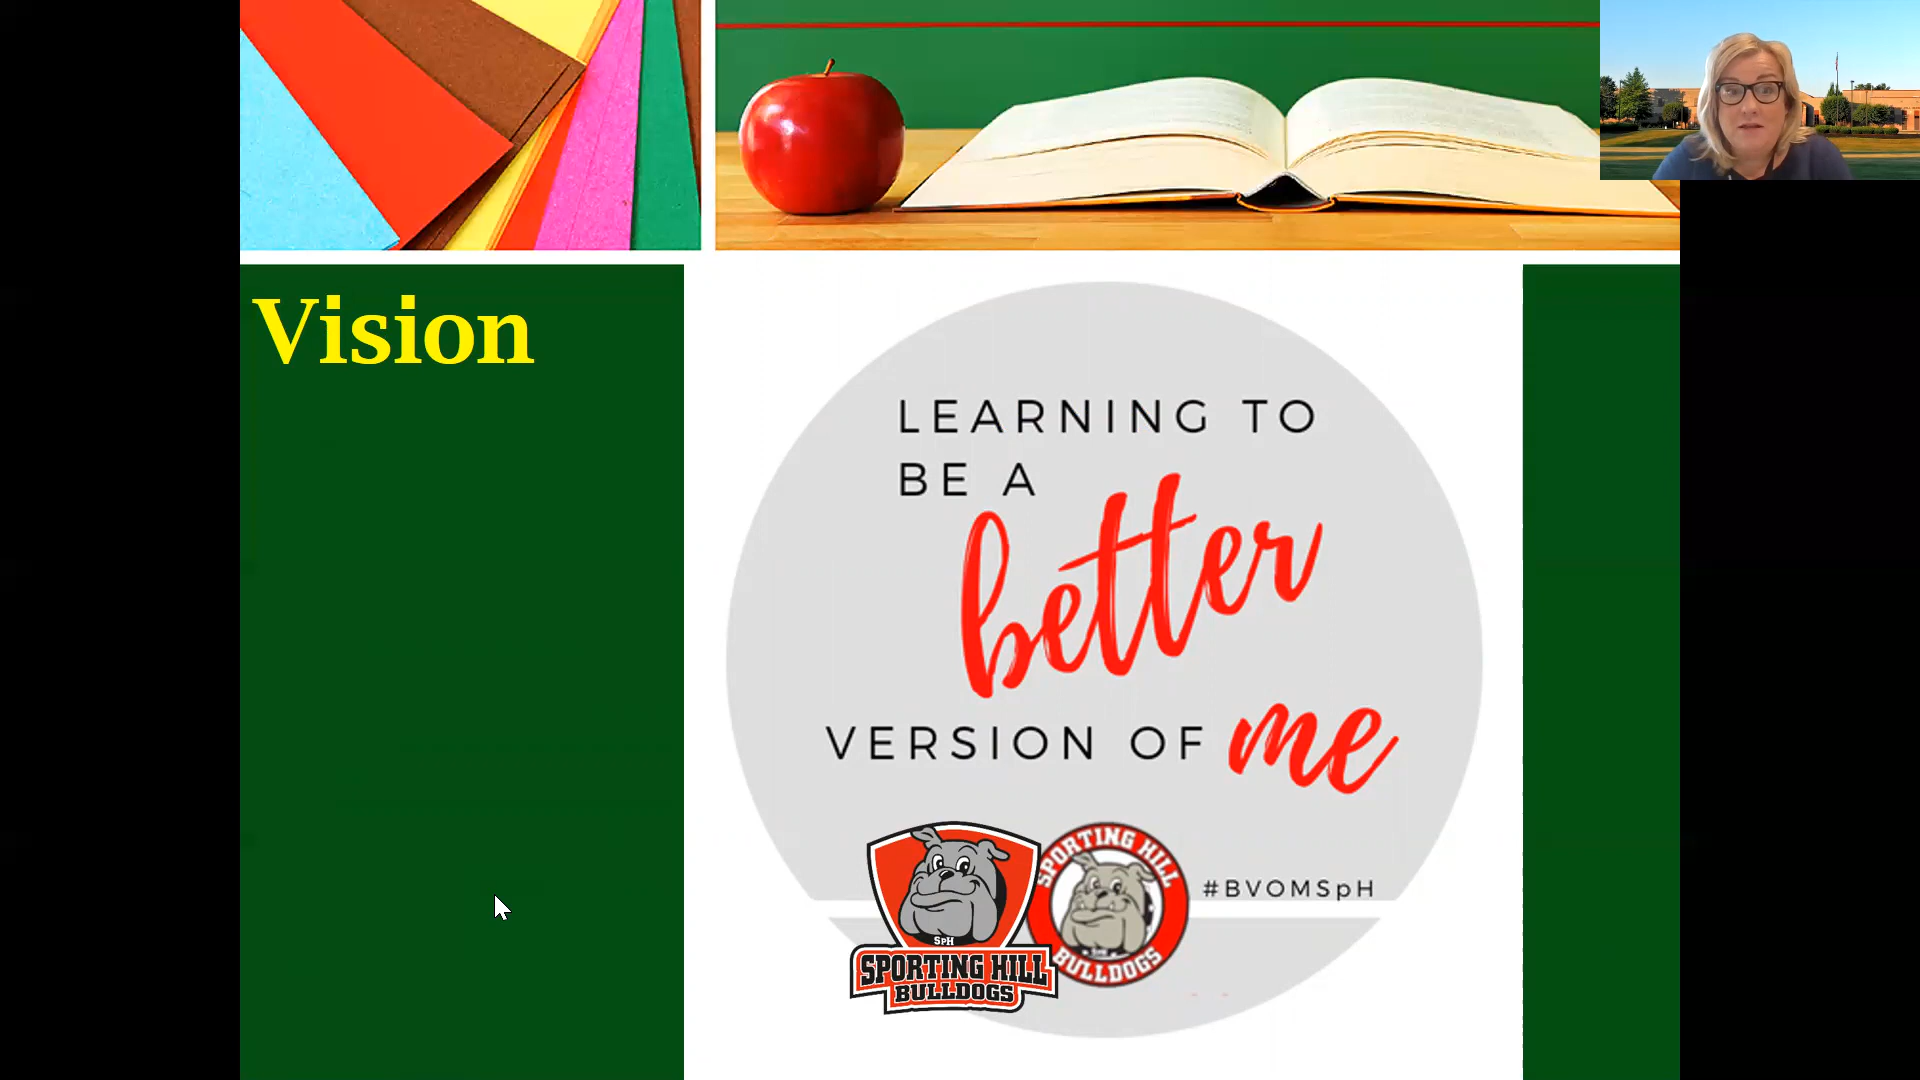 Vision
LEARNING TO
BE A
better
VERSION OF me
SpH
SPORTING HILL
BULLDOGS
SPORTING HILL
BULLDOGS
#BVOMSpH